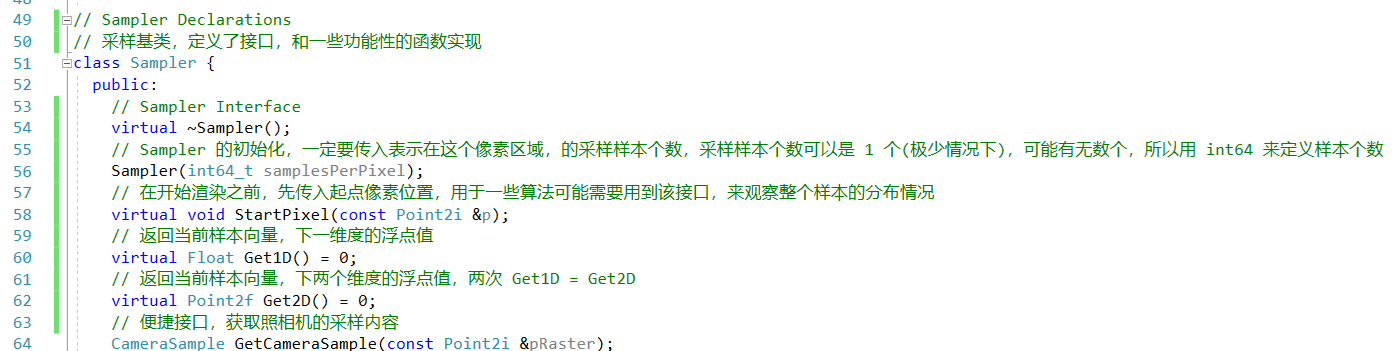 49 // Sampler Declarations
50 // 采样基类，定义了接口，和一些功能性的函数实现
51 class Sampler {
52 public:
53 // Sampler Interface
54 virtual ~Sampler();
55 // Sampler 的初始化，一定要传入表示在这个像素区域，的采样样本个数，采样样本个数可以是 1 个(极少情况下)，可能有无数个，所以用 int64 来定义样本个数
56 Sampler(int64_t samplesPerPixel);
57 // 在开始渲染之前，先传入起点像素位置，用于一些算法可能需要用到该接口，来观察整个样本的分布情况
58 virtual void StartPixel(const Point2i &p);
59 // 返回当前样本向量，下一维度的浮点值
60 virtual Float Get1D() = 0;
61 // 返回当前样本向量，下两个维度的浮点值，两次 Get1D = Get2D
62 virtual Point2f Get2D() = 0;
63 // 便捷接口，获取照相机的采样内容
64 CameraSample GetCameraSample(const Point2i &pRaster);